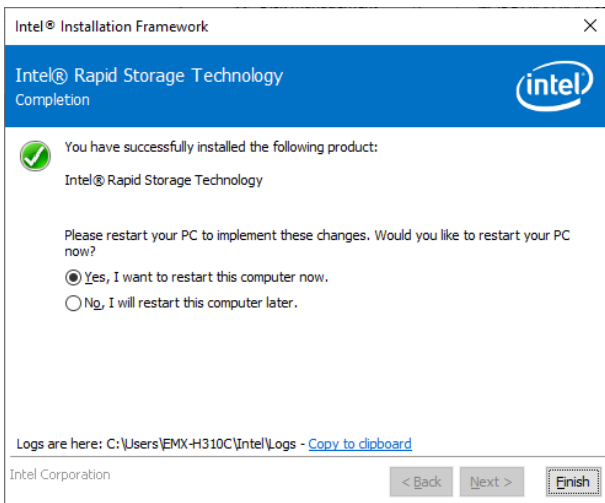 Intel® Installation Framework
Intel® Rapid Storage Technology
Completion
intel
You have successfully installed the following product:
Intel® Rapid Storage Technology
Please restart your PC to implement these changes. Would you like to restart your PC
now?
Yes, I want to restart this computer now.
No, I will restart this computer later.
Logs are here: C:\Users\EMX-H310C\Intel\Logs - Copy to clipboard
Intel Corporation
< Back
Next >
Finish